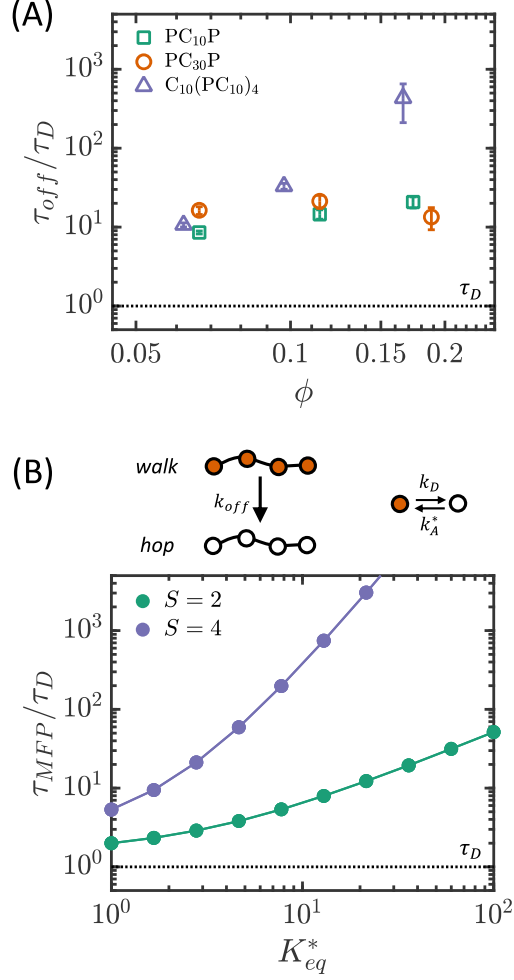 (A)
PC₁₀P
PC₃₀P
C₁₀(PC₁₀)₄
10³
10²
10¹
10⁰
τ_off/τ_D
τ_D
0.05 0.1 0.15 0.2
ϕ
(B)
walk
k_off
hop
k_D
k_A^*
S = 2
S = 4
10³
10²
10¹
10⁰
τ_MFP/τ_D
τ_D
10⁰ 10¹ 10²
K_eq^*